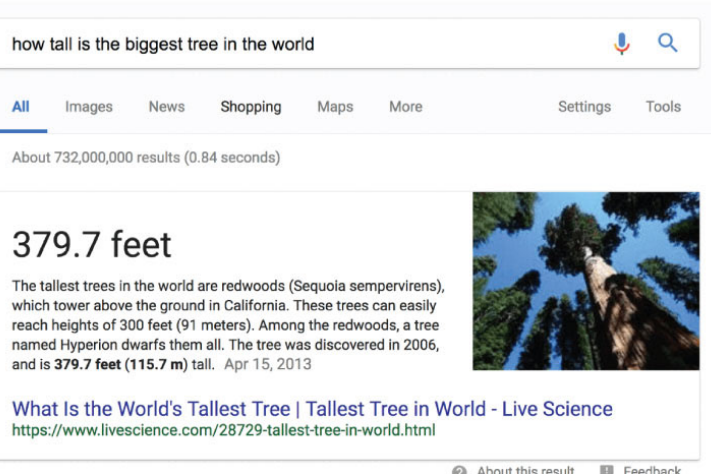 how tall is the biggest tree in the world
All Images News Shopping Maps More Settings Tools
About 732,000,000 results (0.84 seconds)
379.7 feet
The tallest trees in the world are redwoods (Sequoia sempervirens),
which tower above the ground in California. These trees can easily
reach heights of 300 feet (91 meters). Among the redwoods, a tree
named Hyperion dwarfs them all. The tree was discovered in 2006,
and is 379.7 feet (115.7 m) tall. Apr 15, 2013
What Is the World's Tallest Tree | Tallest Tree in World - Live Science
https://www.livescience.com/28729-tallest-tree-in-world.html
About this result Feedback